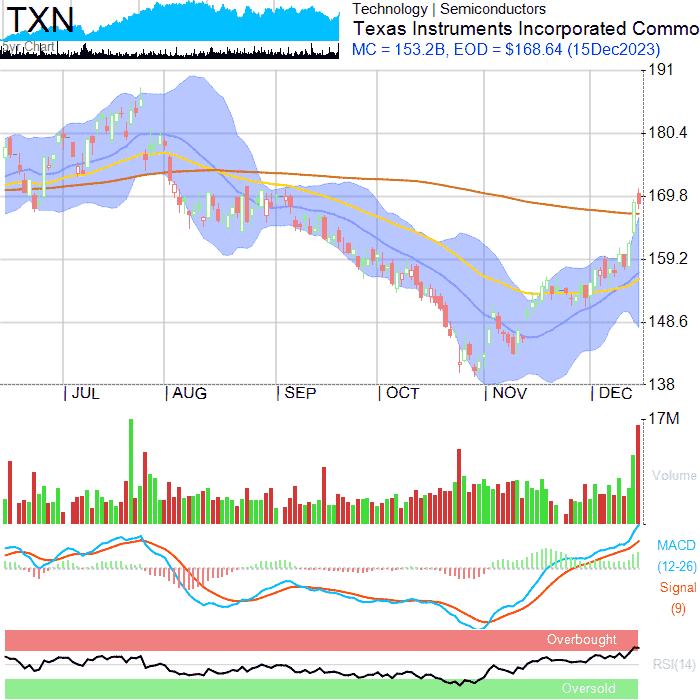 TXN
5yr Chart
Technology | Semiconductors
Texas Instruments Incorporated Commo
MC = 153.2B, EOD = $168.64 (15Dec2023)
191
180.4
169.8
159.2
148.6
138
JUL
AUG
SEP
OCT
NOV
DEC
17M
Volume
MACD
(12-26)
Signal
(9)
Overbought
RSI(14)
Oversold